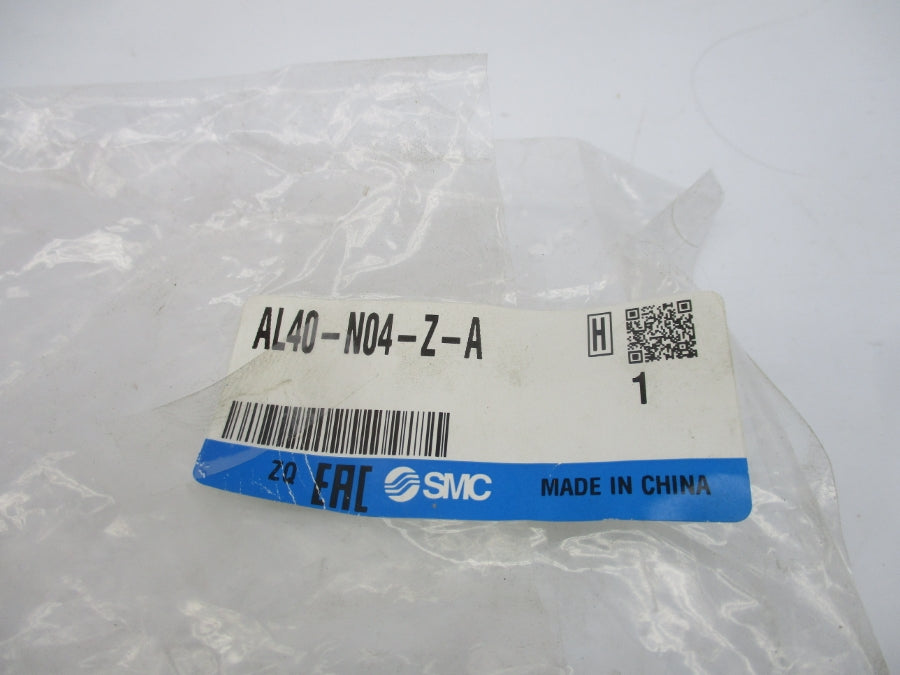 AL40-N04-Z-A
H
1
ZQ EAC SMC MADE IN CHINA